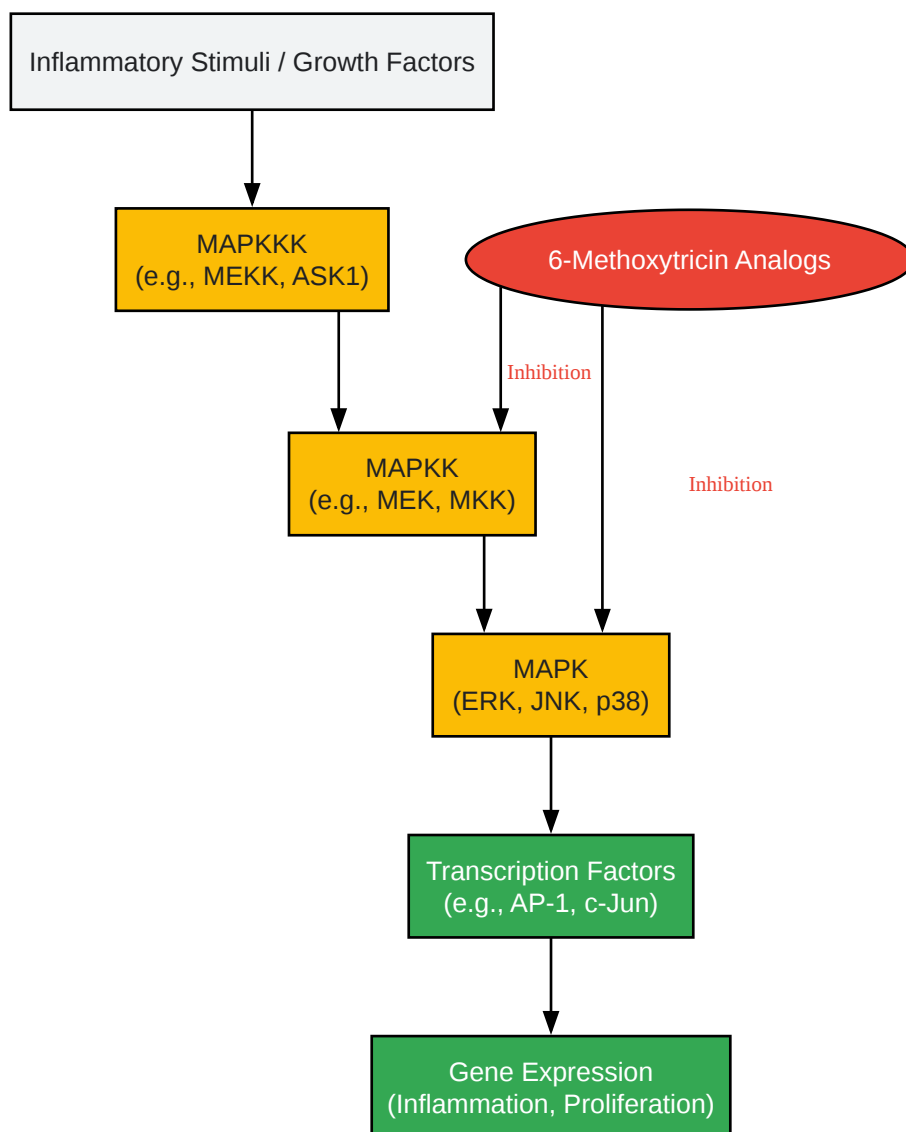 Inflammatory Stimuli / Growth Factors
MAPKKK
(e.g., MEKK, ASK1)
6-Methoxytricin Analogs
Inhibition
MAPKK
(e.g., MEK, MKK)
Inhibition
MAPK
(ERK, JNK, p38)
Transcription Factors
(e.g., AP-1, c-Jun)
Gene Expression
(Inflammation, Proliferation)